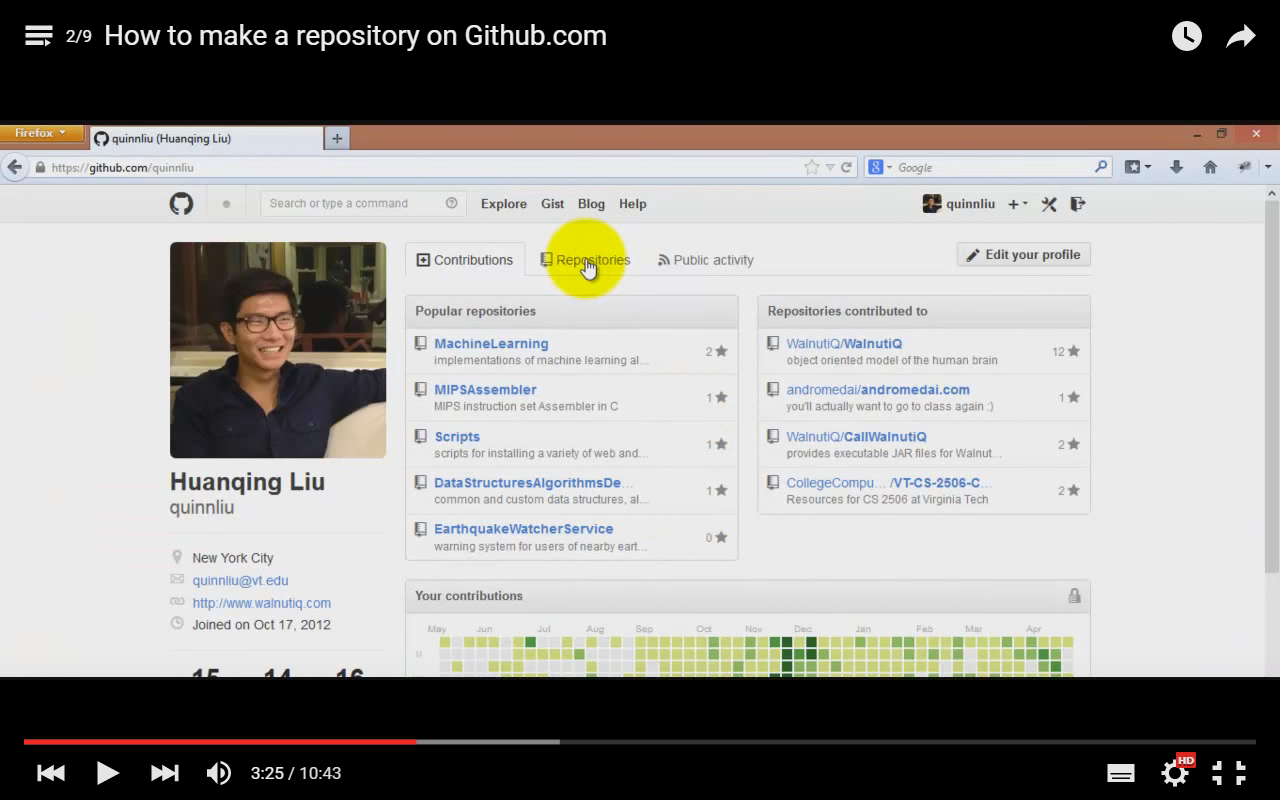 2/9 How to make a repository on Github.com
Firefox
quinnliu (Huanqing Liu)
https://github.com/quinnliu
Google
Search or type a command
Explore Gist Blog Help
quinnliu
Contributions Repositories Public activity
Edit your profile
Popular repositories
MachineLearning
implementations of machine learning al...
2
MIPSAssembler
MIPS instruction set Assembler in C
1
Scripts
scripts for installing a variety of web and...
1
DataStructuresAlgorithmsDe...
common and custom data structures, al...
1
EarthquakeWatcherService
warning system for users of nearby eart...
0
Repositories contributed to
WalnutiQ/WalnutiQ
object oriented model of the human brain
12
andromedai/andromedai.com
you'll actually want to go to class again :)
1
WalnutiQ/CallWalnutiQ
provides executable JAR files for Walnut...
2
CollegeCompu... /VT-CS-2506-C...
Resources for CS 2506 at Virginia Tech
2
Huanqing Liu
quinnliu
New York City
quinnliu@vt.edu
http://www.walnutiq.com
Joined on Oct 17, 2012
15 14 16
Your contributions
May Jun Jul Aug Sep Oct Nov Dec Jan Feb Mar Apr
M
3:25 / 10:43
HD